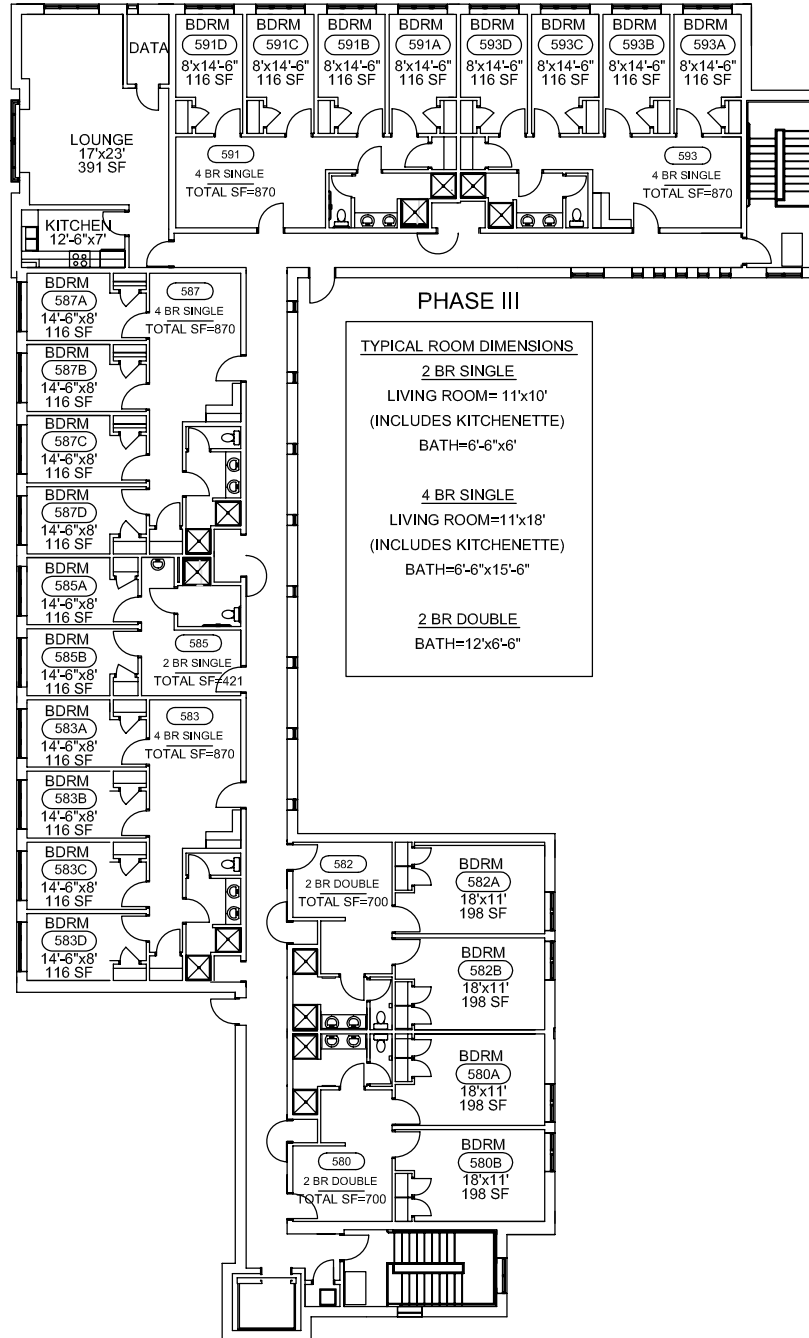 DATA
BDRM
591D
8'x14'-6"
116 SF
BDRM
591C
8'x14'-6"
116 SF
BDRM
591B
8'x14'-6"
116 SF
BDRM
591A
8'x14'-6"
116 SF
BDRM
593D
8'x14'-6"
116 SF
BDRM
593C
8'x14'-6"
116 SF
BDRM
593B
8'x14'-6"
116 SF
BDRM
593A
8'x14'-6"
116 SF
LOUNGE
17'x23'
391 SF
591
4 BR SINGLE
TOTAL SF=870
593
4 BR SINGLE
TOTAL SF=870
KITCHEN
12'-6"x7'
BDRM
587A
14'-6"x8'
116 SF
587
4 BR SINGLE
TOTAL SF=870
BDRM
587B
14'-6"x8'
116 SF
BDRM
587C
14'-6"x8'
116 SF
BDRM
587D
14'-6"x8'
116 SF
BDRM
585A
14'-6"x8'
116 SF
BDRM
585B
14'-6"x8'
116 SF
585
2 BR SINGLE
TOTAL SF=421
BDRM
583A
14'-6"x8'
116 SF
583
4 BR SINGLE
TOTAL SF=870
BDRM
583B
14'-6"x8'
116 SF
BDRM
583C
14'-6"x8'
116 SF
BDRM
583D
14'-6"x8'
116 SF
PHASE III
TYPICAL ROOM DIMENSIONS
2 BR SINGLE
LIVING ROOM= 11'x10'
(INCLUDES KITCHENETTE)
BATH=6'-6"x6'
4 BR SINGLE
LIVING ROOM=11'x18'
(INCLUDES KITCHENETTE)
BATH=6'-6"x15'-6"
2 BR DOUBLE
BATH=12'x6'-6"
582
2 BR DOUBLE
TOTAL SF=700
BDRM
582A
18'x11'
198 SF
BDRM
582B
18'x11'
198 SF
BDRM
580A
18'x11'
198 SF
BDRM
580B
18'x11'
198 SF
580
2 BR DOUBLE
TOTAL SF=700